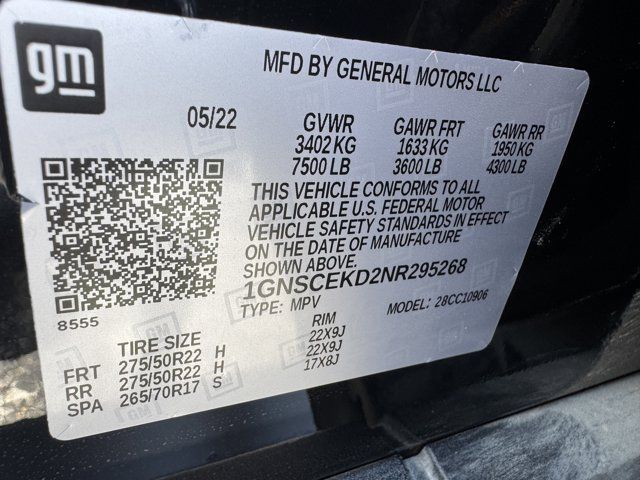 gm
MFD BY GENERAL MOTORS LLC
05/22 GVWR GAWR FRT GAWR RR
3402 KG 1633 KG 1950 KG
7500 LB 3600 LB 4300 LB
THIS VEHICLE CONFORMS TO ALL
APPLICABLE U.S. FEDERAL MOTOR
VEHICLE SAFETY STANDARDS IN EFFECT
ON THE DATE OF MANUFACTURE
SHOWN ABOVE.
1GNSCEKD2NR295268
8555 TYPE: MPV MODEL: 28CC10906
TIRE SIZE RIM
FRT 275/50R22 H 22X9J
RR 275/50R22 H 22X9J
SPA 265/70R17 S 17X8J